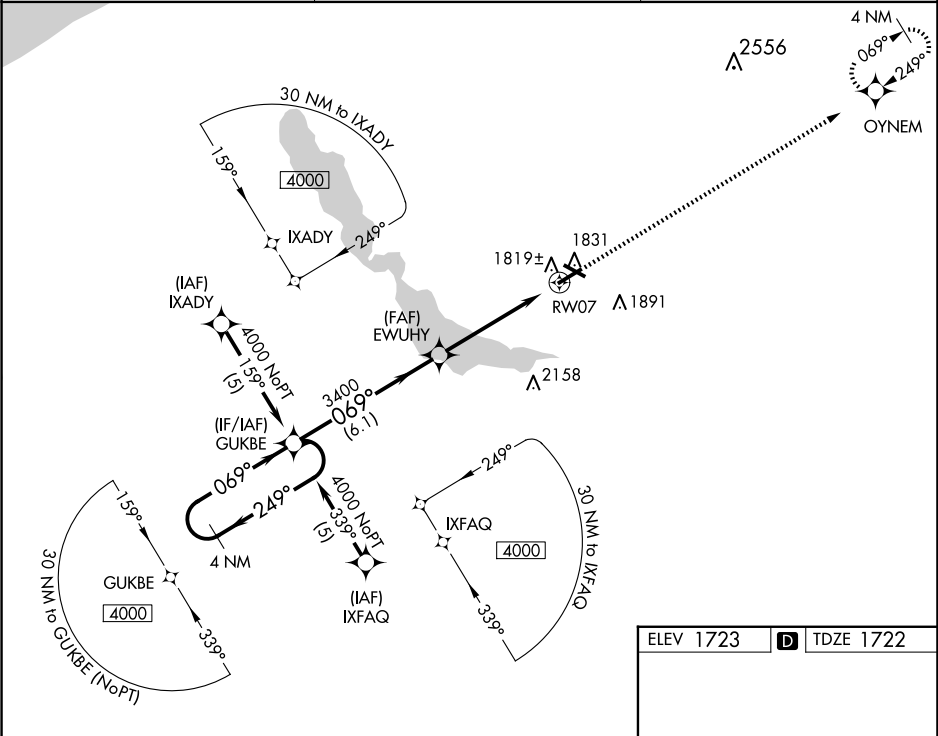 4 NM
069°
249°
OYNEM
2556
30 NM to IXADY
159°
4000
IXADY
249°
1819±
1831
RW07
1891
(IAF)
IXADY
4000 NoPT
159°
(5)
(FAF)
EWUHY
2158
3400
069°
(6.1)
(IF/IAF)
GUKBE
069°
249°
4 NM
4000 NoPT
339°
(5)
(IAF)
IXFAQ
249°
IXFAQ
4000
339°
30 NM to IXFAQ
159°
GUKBE
4000
339°
30 NM to GUKBE (NoPT)
ELEV 1723 D TDZE 1722